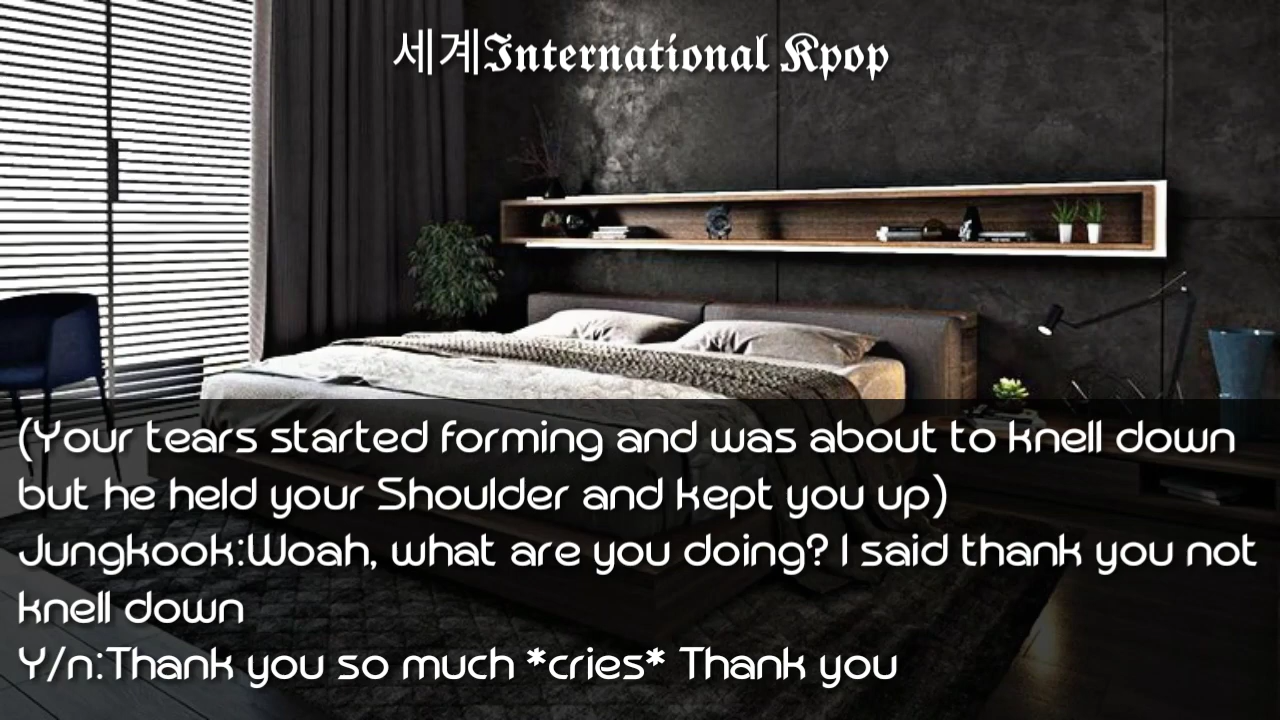 세계International Kpop
(Your tears started forming and was about to knell down
but he held your Shoulder and kept you up)
Jungkook:Woah, what are you doing? I said thank you not
knell down
Y/n:Thank you so much *cries* Thank you